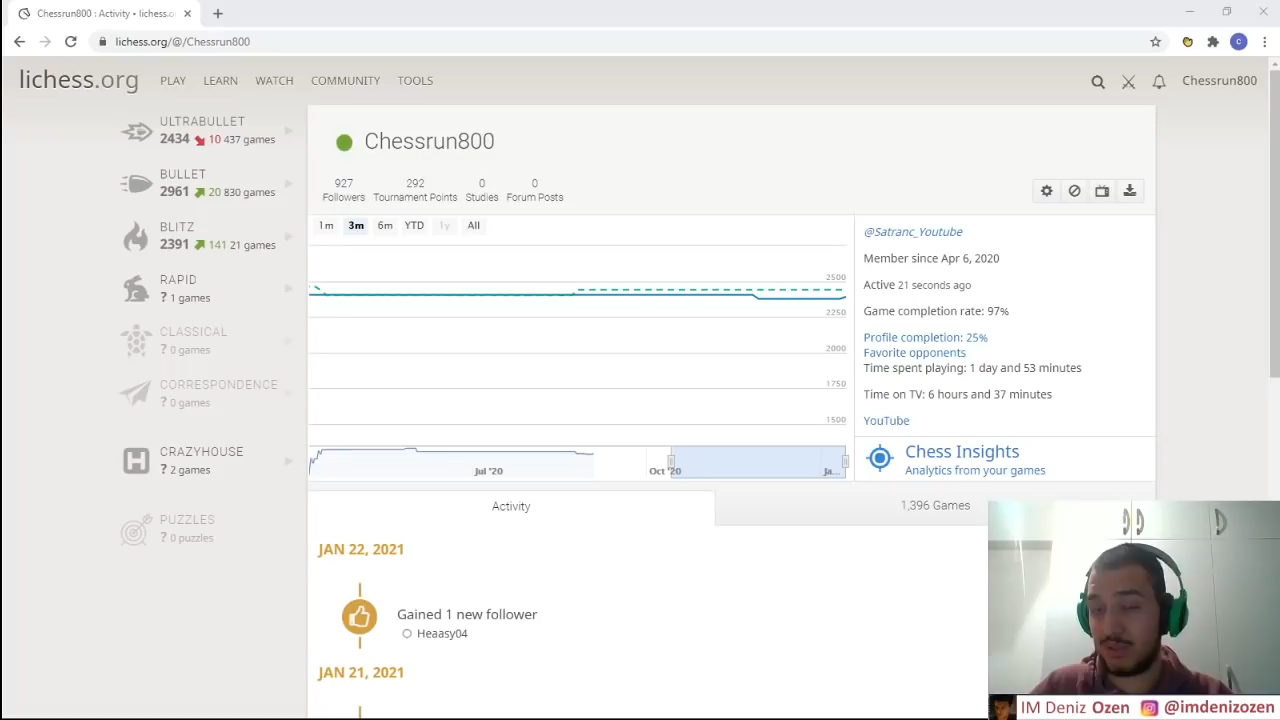 Chessrun800 : Activity • lichess.o
lichess.org/@/Chessrun800
C
lichess.org
PLAY LEARN WATCH COMMUNITY TOOLS
Chessrun800
ULTRABULLET
2434 10 437 games
BULLET
2961 20 830 games
BLITZ
2391 141 21 games
RAPID
? 1 games
CLASSICAL
? 0 games
CORRESPONDENCE
? 0 games
CRAZYHOUSE
? 2 games
PUZZLES
? 0 puzzles
Chessrun800
927 292 0 0
Followers Tournament Points Studies Forum Posts
1m 3m 6m YTD 1y All
2500
2250
2000
1750
1500
Jul '20 Oct '20 Ja...
@Satranc_Youtube
Member since Apr 6, 2020
Active 21 seconds ago
Game completion rate: 97%
Profile completion: 25%
Favorite opponents
Time spent playing: 1 day and 53 minutes
Time on TV: 6 hours and 37 minutes
YouTube
Chess Insights
Analytics from your games
Activity 1,396 Games
JAN 22, 2021
Gained 1 new follower
Heaasy04
JAN 21, 2021
IM Deniz Ozen @imdenizozen